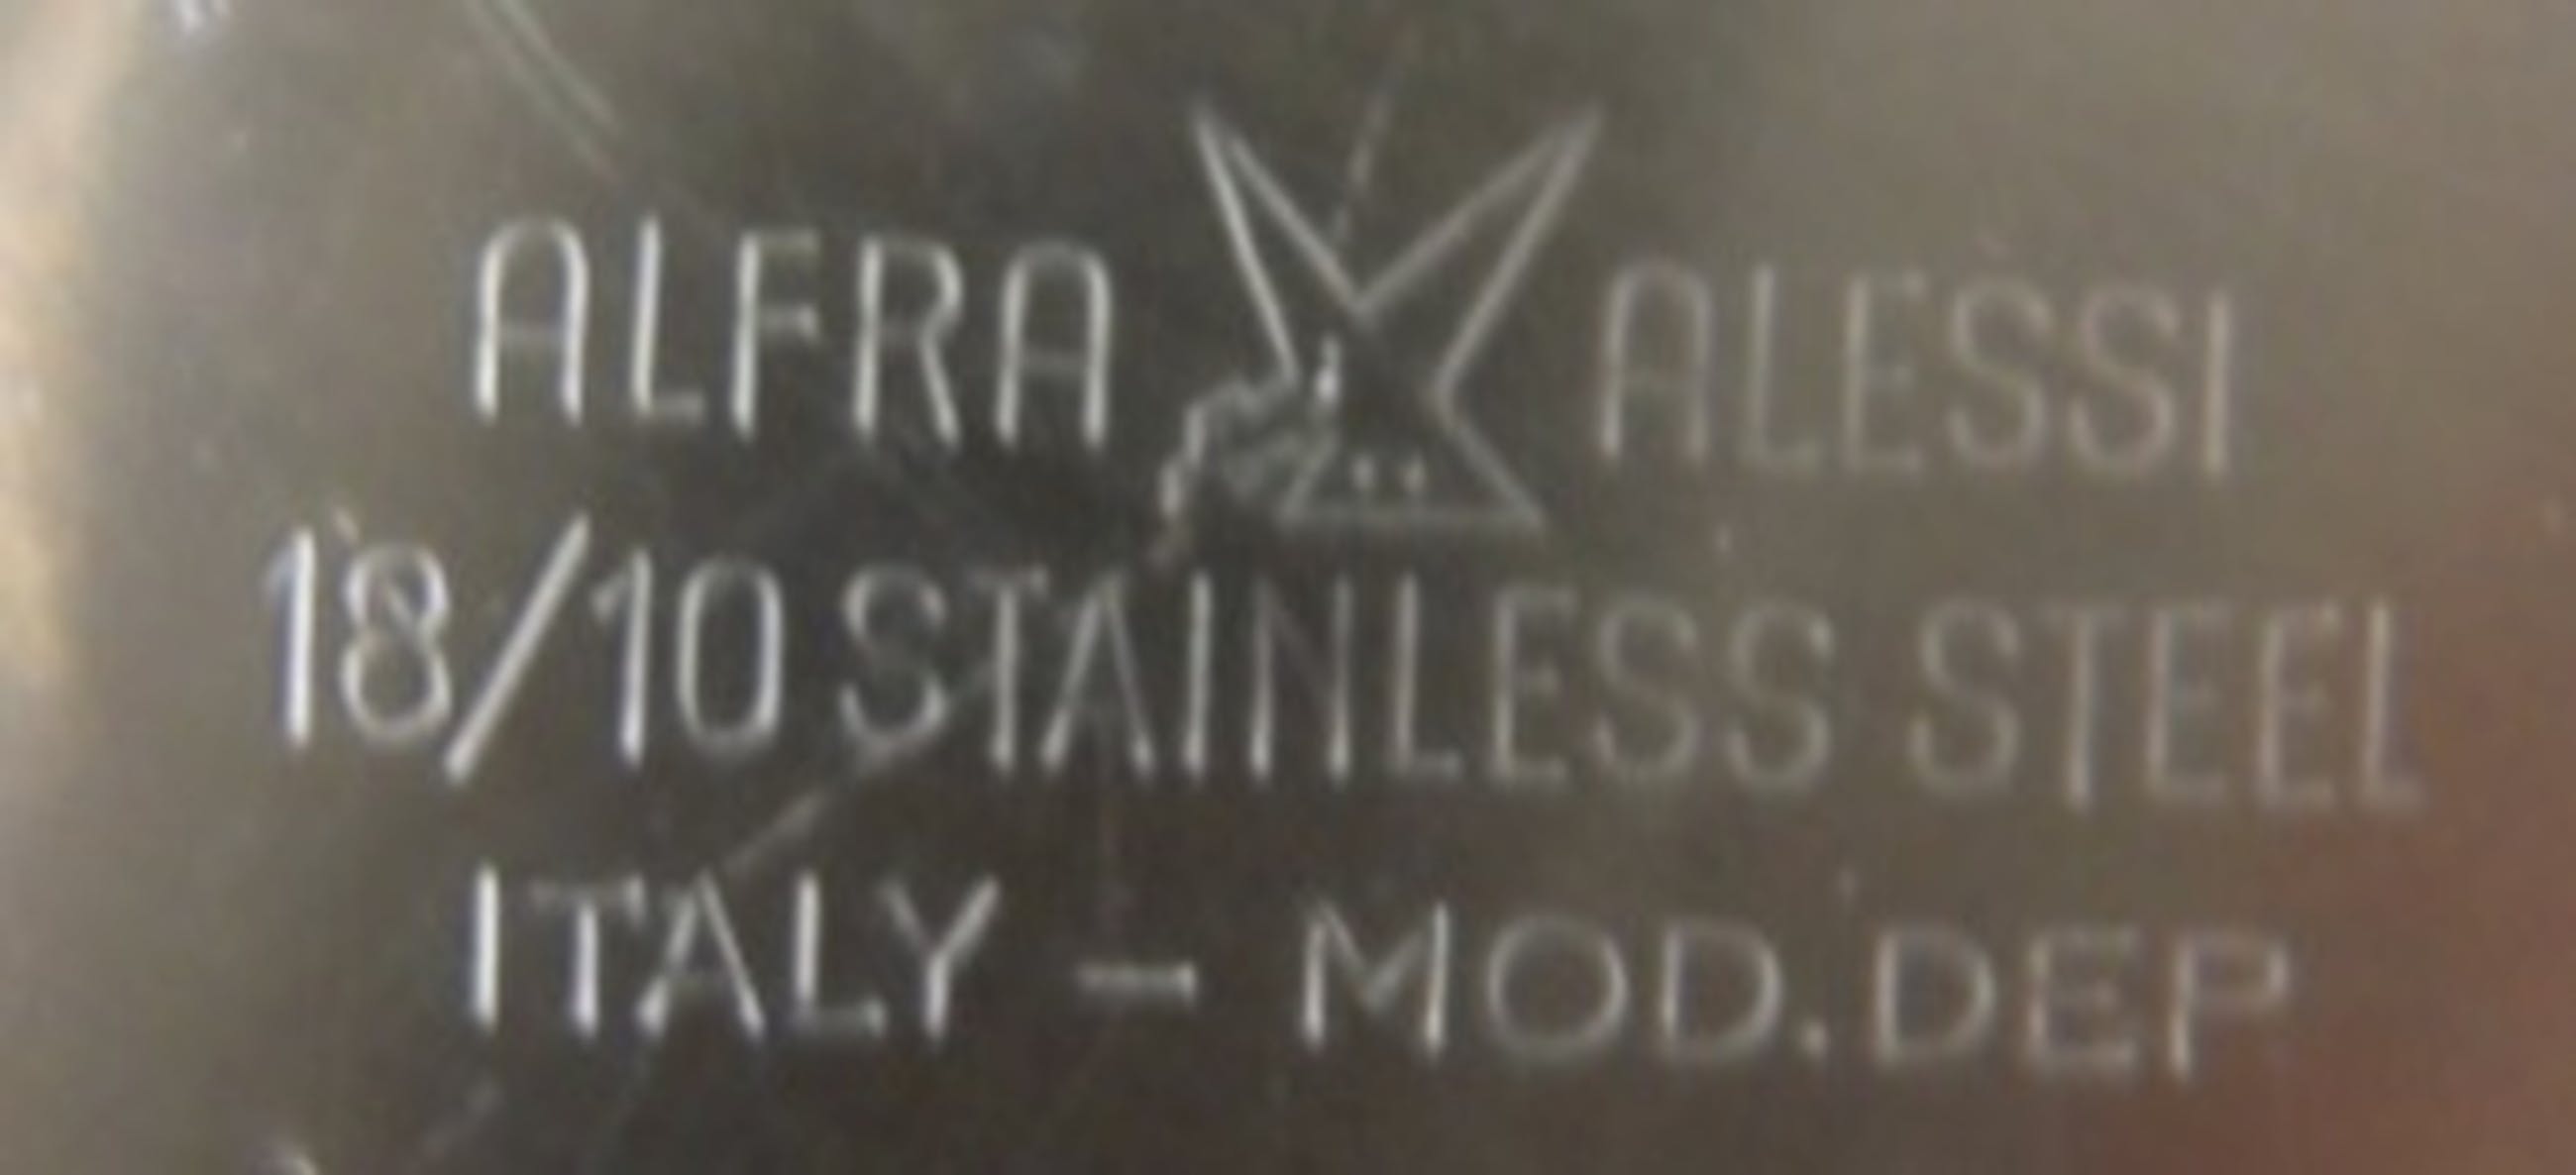 ALFRA ALESSI
18/10 STAINLESS STEEL
ITALY - MOD.DEP